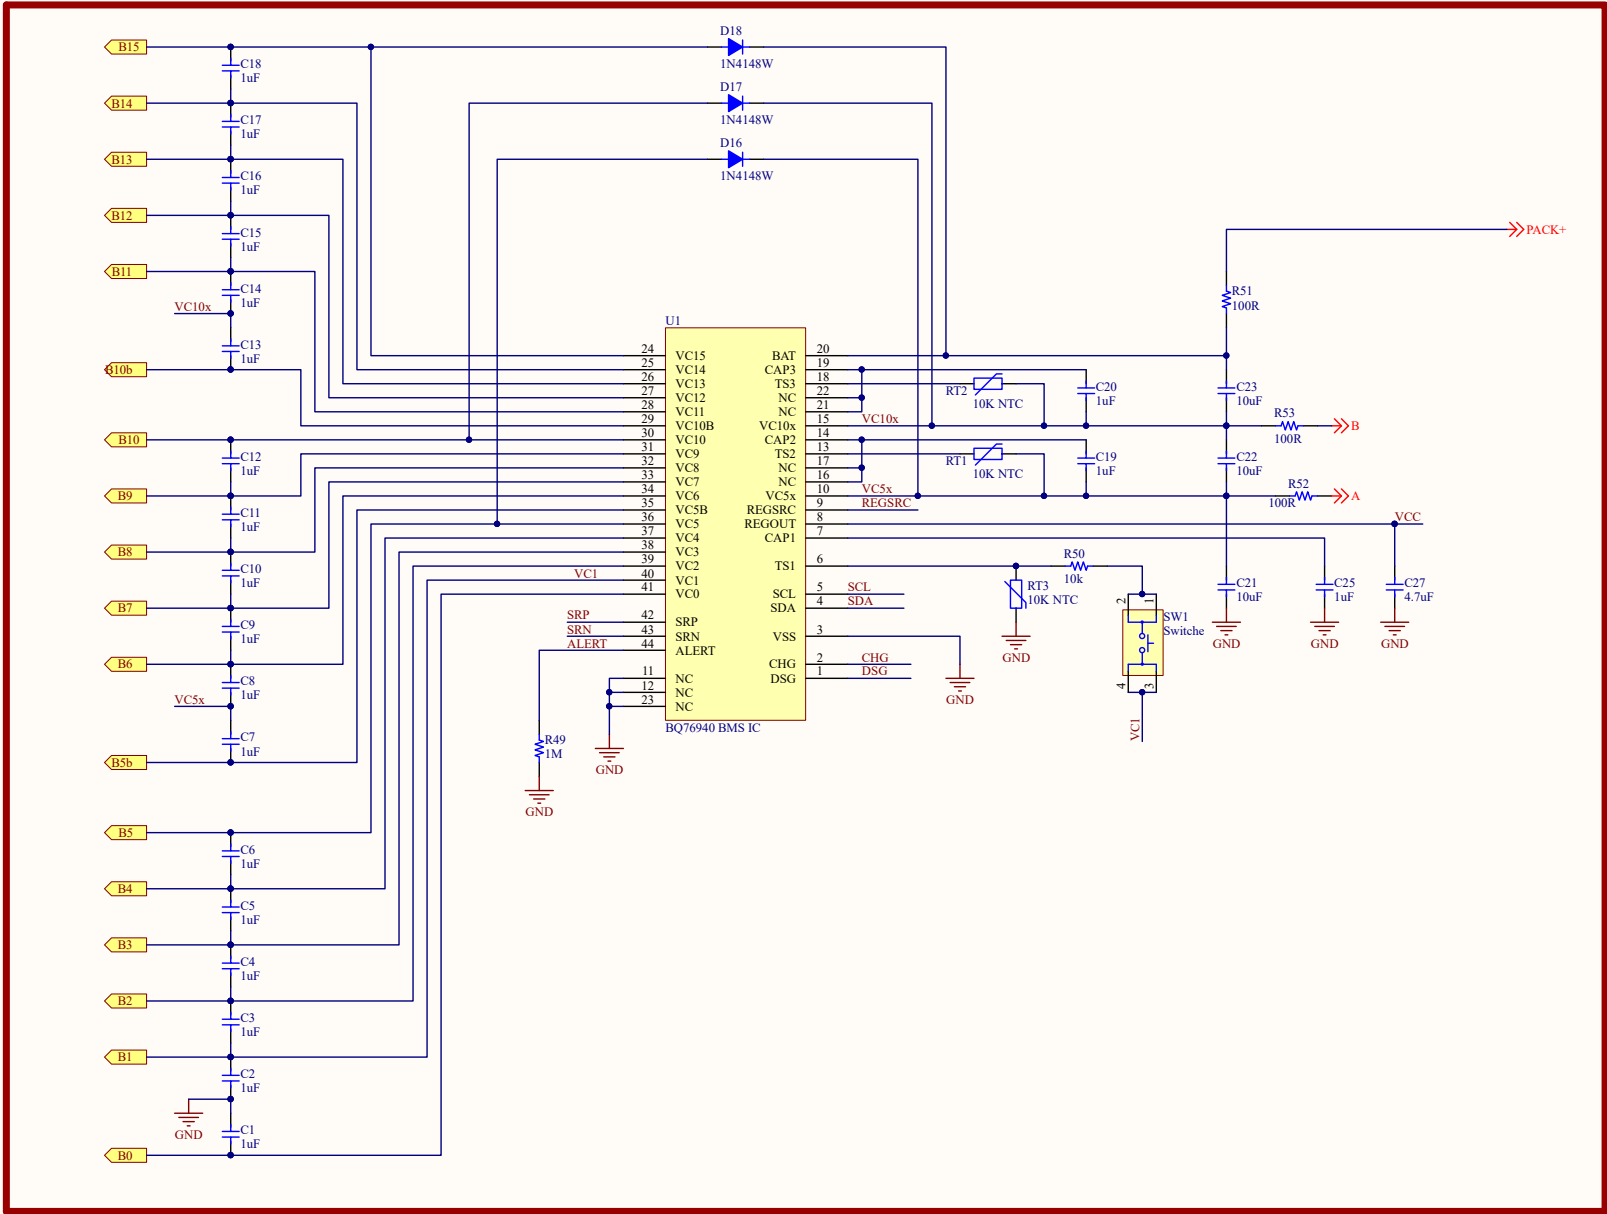 D18
B15
C18
1uF
1N4148W
D17
B14
C17
1uF
1N4148W
D16
B13
C16
1uF
1N4148W
B12
C15
1uF
PACK+
B11
C14
1uF
VC10x
R51
100R
C13
1uF
B10b
U1
24 VC15 BAT 20
25 VC14 CAP3 19
26 VC13 TS3 18
27 VC12 NC 22
28 VC11 NC 21
29 VC10B VC10x 15 VC10x
30 VC10 CAP2 14
31 VC9 TS2 13
32 VC8 NC 17
33 VC7 NC 16
34 VC6 VC5x 10 VC5x
35 VC5B REGSRC 9 REGSRC
36 VC5 REGOUT 8
37 VC4 CAP1 7
38 VC3
39 VC2 TS1 6
VC1 40 VC1
41 VC0 SCL 5 SCL
SDA 4 SDA
SRP 42 SRP
SRN 43 SRN VSS 3
ALERT 44 ALERT
CHG 2 CHG
11 NC DSG 1 DSG
12 NC
23 NC
BQ76940 BMS IC
RT2
10K NTC
C20
1uF
C23
10uF
R53
100R
B
RT1
10K NTC
C19
1uF
C22
10uF
R52
100R
A
VCC
R50
10k
RT3
10K NTC
GND
2
1
SW1
Switche
4
3
VC1
C21
10uF
GND
C25
1uF
GND
C27
4.7uF
GND
GND
B10
C12
1uF
B9
C11
1uF
B8
C10
1uF
B7
C9
1uF
B6
C8
1uF
VC5x
C7
1uF
B5b
R49
1M
GND
GND
B5
C6
1uF
B4
C5
1uF
B3
C4
1uF
B2
C3
1uF
B1
C2
1uF
GND
C1
1uF
B0